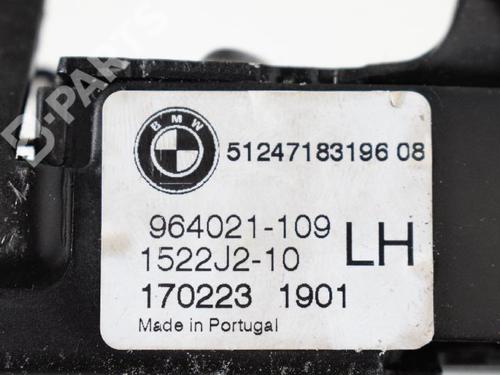 B-PARTS
BMW
51247183196 08
964021-109
1522J2-10
LH
170223 1901
Made in Portugal